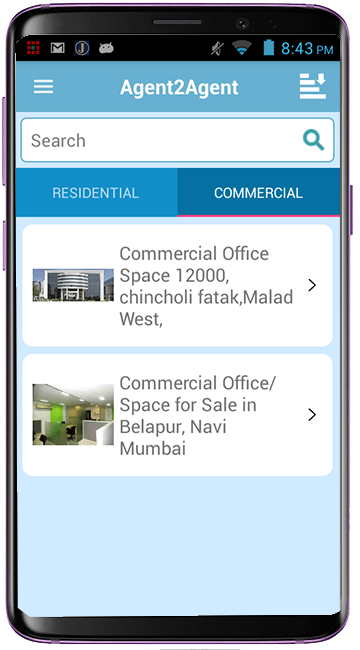 8:43 PM
Agent2Agent
Search
RESIDENTIAL
COMMERCIAL
Commercial Office
Space 12000,
chincholi fatak,Malad
West,
Commercial Office/
Space for Sale in
Belapur, Navi
Mumbai